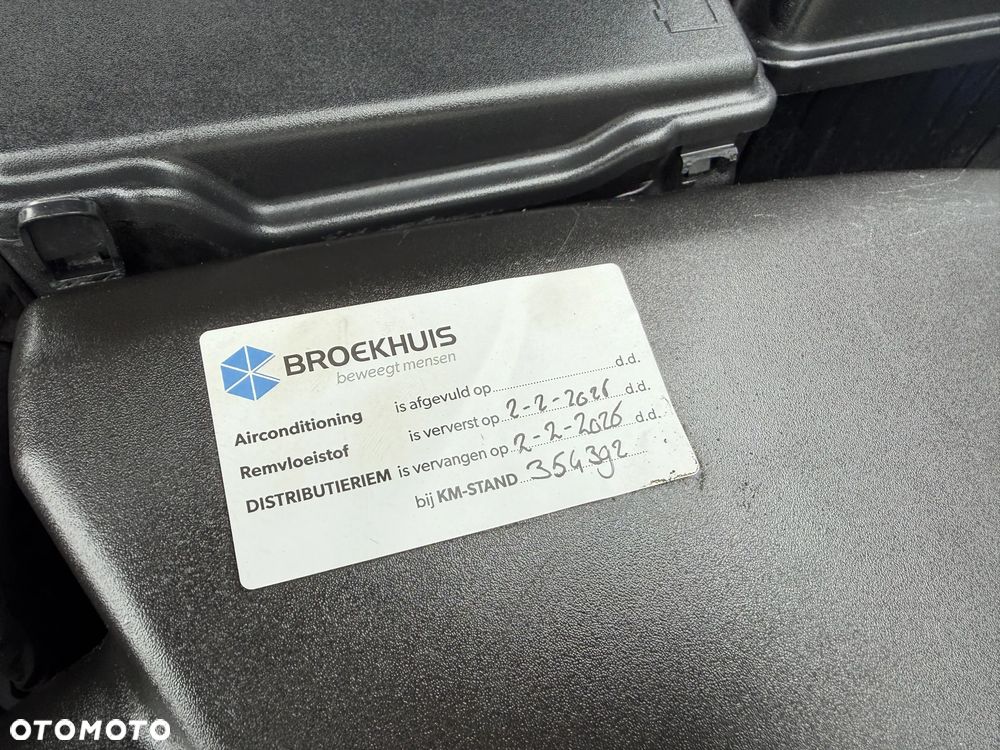 BROEKHUIS
beweegt mensen
Airconditioning is afgevuld op d.d.
Remvloeistof is ververst op 2-2-2026 d.d.
DISTRIBUTIERIEM is vervangen op 2-2-2026 d.d.
bij KM-STAND 354392
OTOMOTO